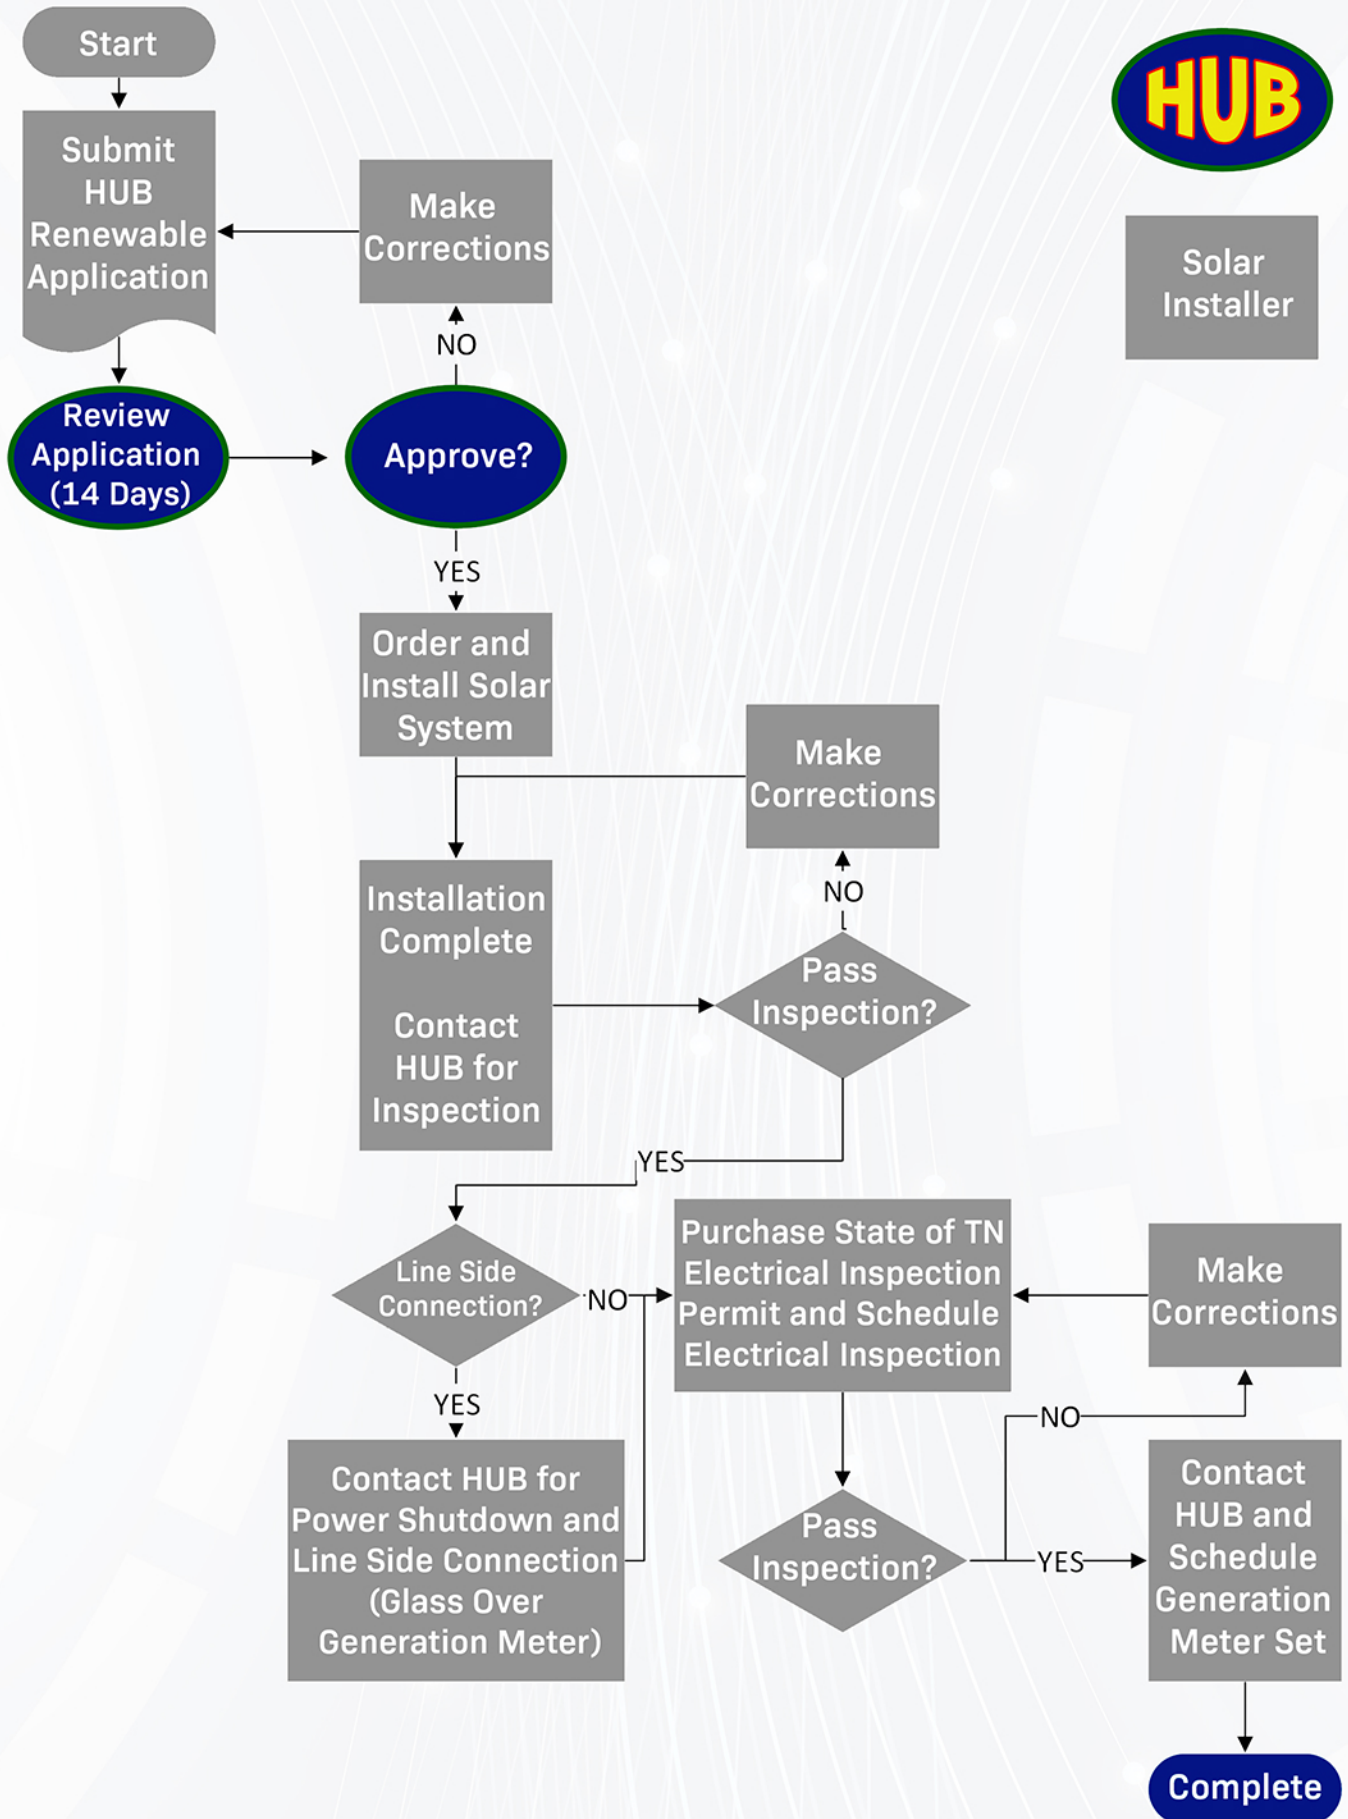 Start
HUB
Submit
HUB
Renewable
Application
Make
Corrections
Solar
Installer
NO
Review
Application
(14 Days)
Approve?
YES
Order and
Install Solar
System
Make
Corrections
NO
Installation
Complete
Contact
HUB for
Inspection
Pass
Inspection?
YES
Line Side
Connection?
NO
Purchase State of TN
Electrical Inspection
Permit and Schedule
Electrical Inspection
Make
Corrections
YES
NO
Contact HUB for
Power Shutdown and
Line Side Connection
(Glass Over
Generation Meter)
Pass
Inspection?
YES
Contact
HUB and
Schedule
Generation
Meter Set
Complete